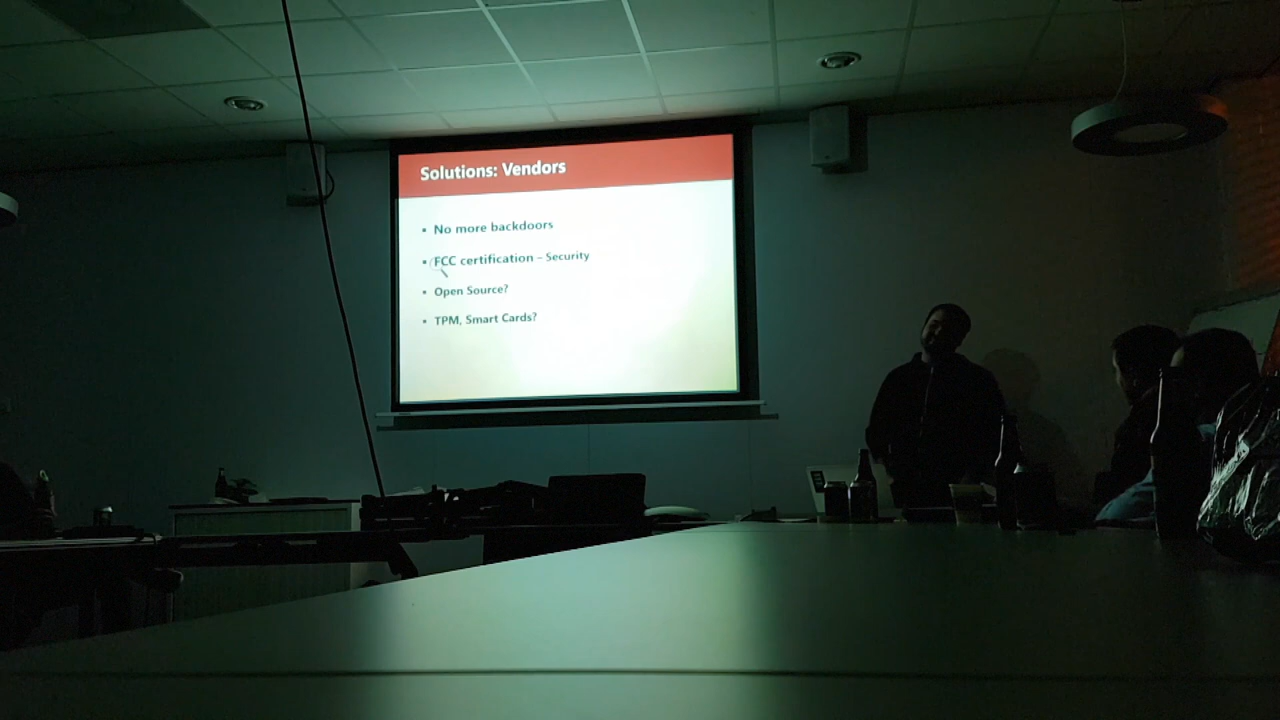 Solutions: Vendors
▪ No more backdoors
▪ FCC certification – Security
▪ Open Source?
▪ TPM, Smart Cards?